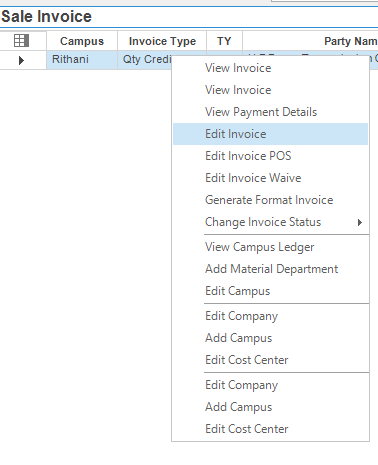 Sale Invoice
Campus Invoice Type TY Party Nam
Rithani Qty Credi
View Invoice
View Invoice
View Payment Details
Edit Invoice
Edit Invoice POS
Edit Invoice Waive
Generate Format Invoice
Change Invoice Status
View Campus Ledger
Add Material Department
Edit Campus
Edit Company
Add Campus
Edit Cost Center
Edit Company
Add Campus
Edit Cost Center